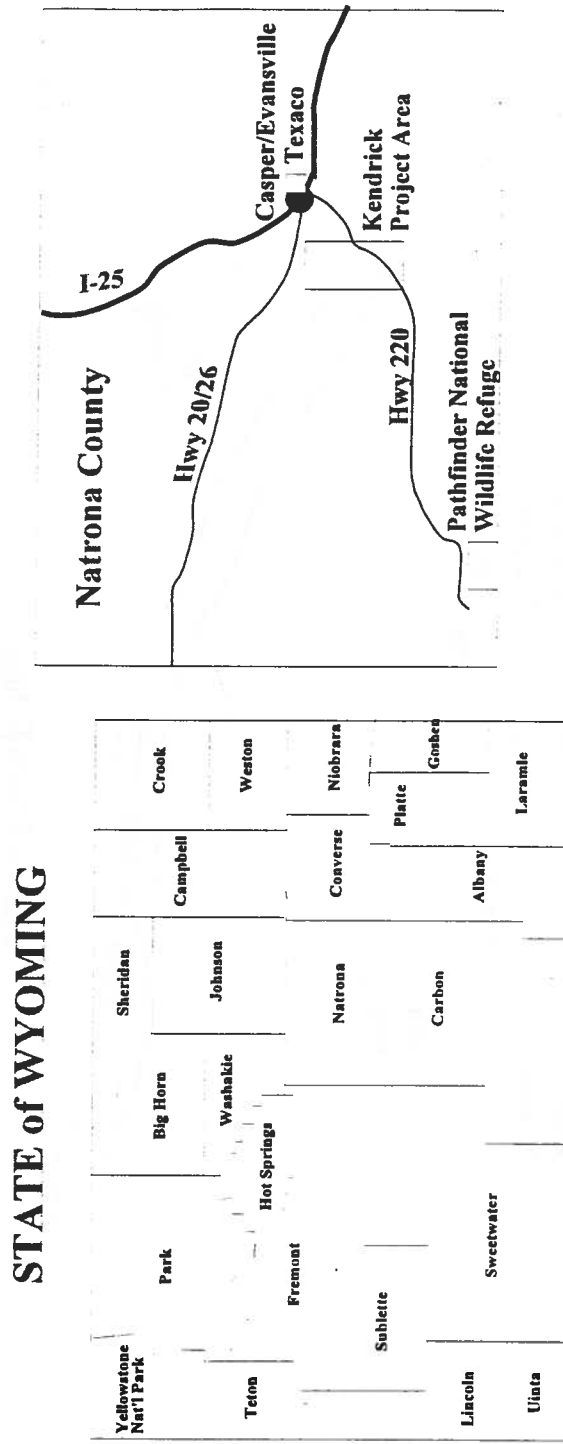 STATE of WYOMING
Yellowstone
Nat'l Park
Park
Big Horn
Sheridan
Campbell
Crook
Teton
Hot Springs
Washakie
Johnson
Weston
Fremont
Natrona
Converse
Niobrara
Sublette
Platte
Goshen
Lincoln
Sweetwater
Carbon
Albany
Laramie
Uinta
Natrona County
I-25
Hwy 20/26
Casper/Evansville
Texaco
Kendrick
Project Area
Hwy 220
Pathfinder National
Wildlife Refuge